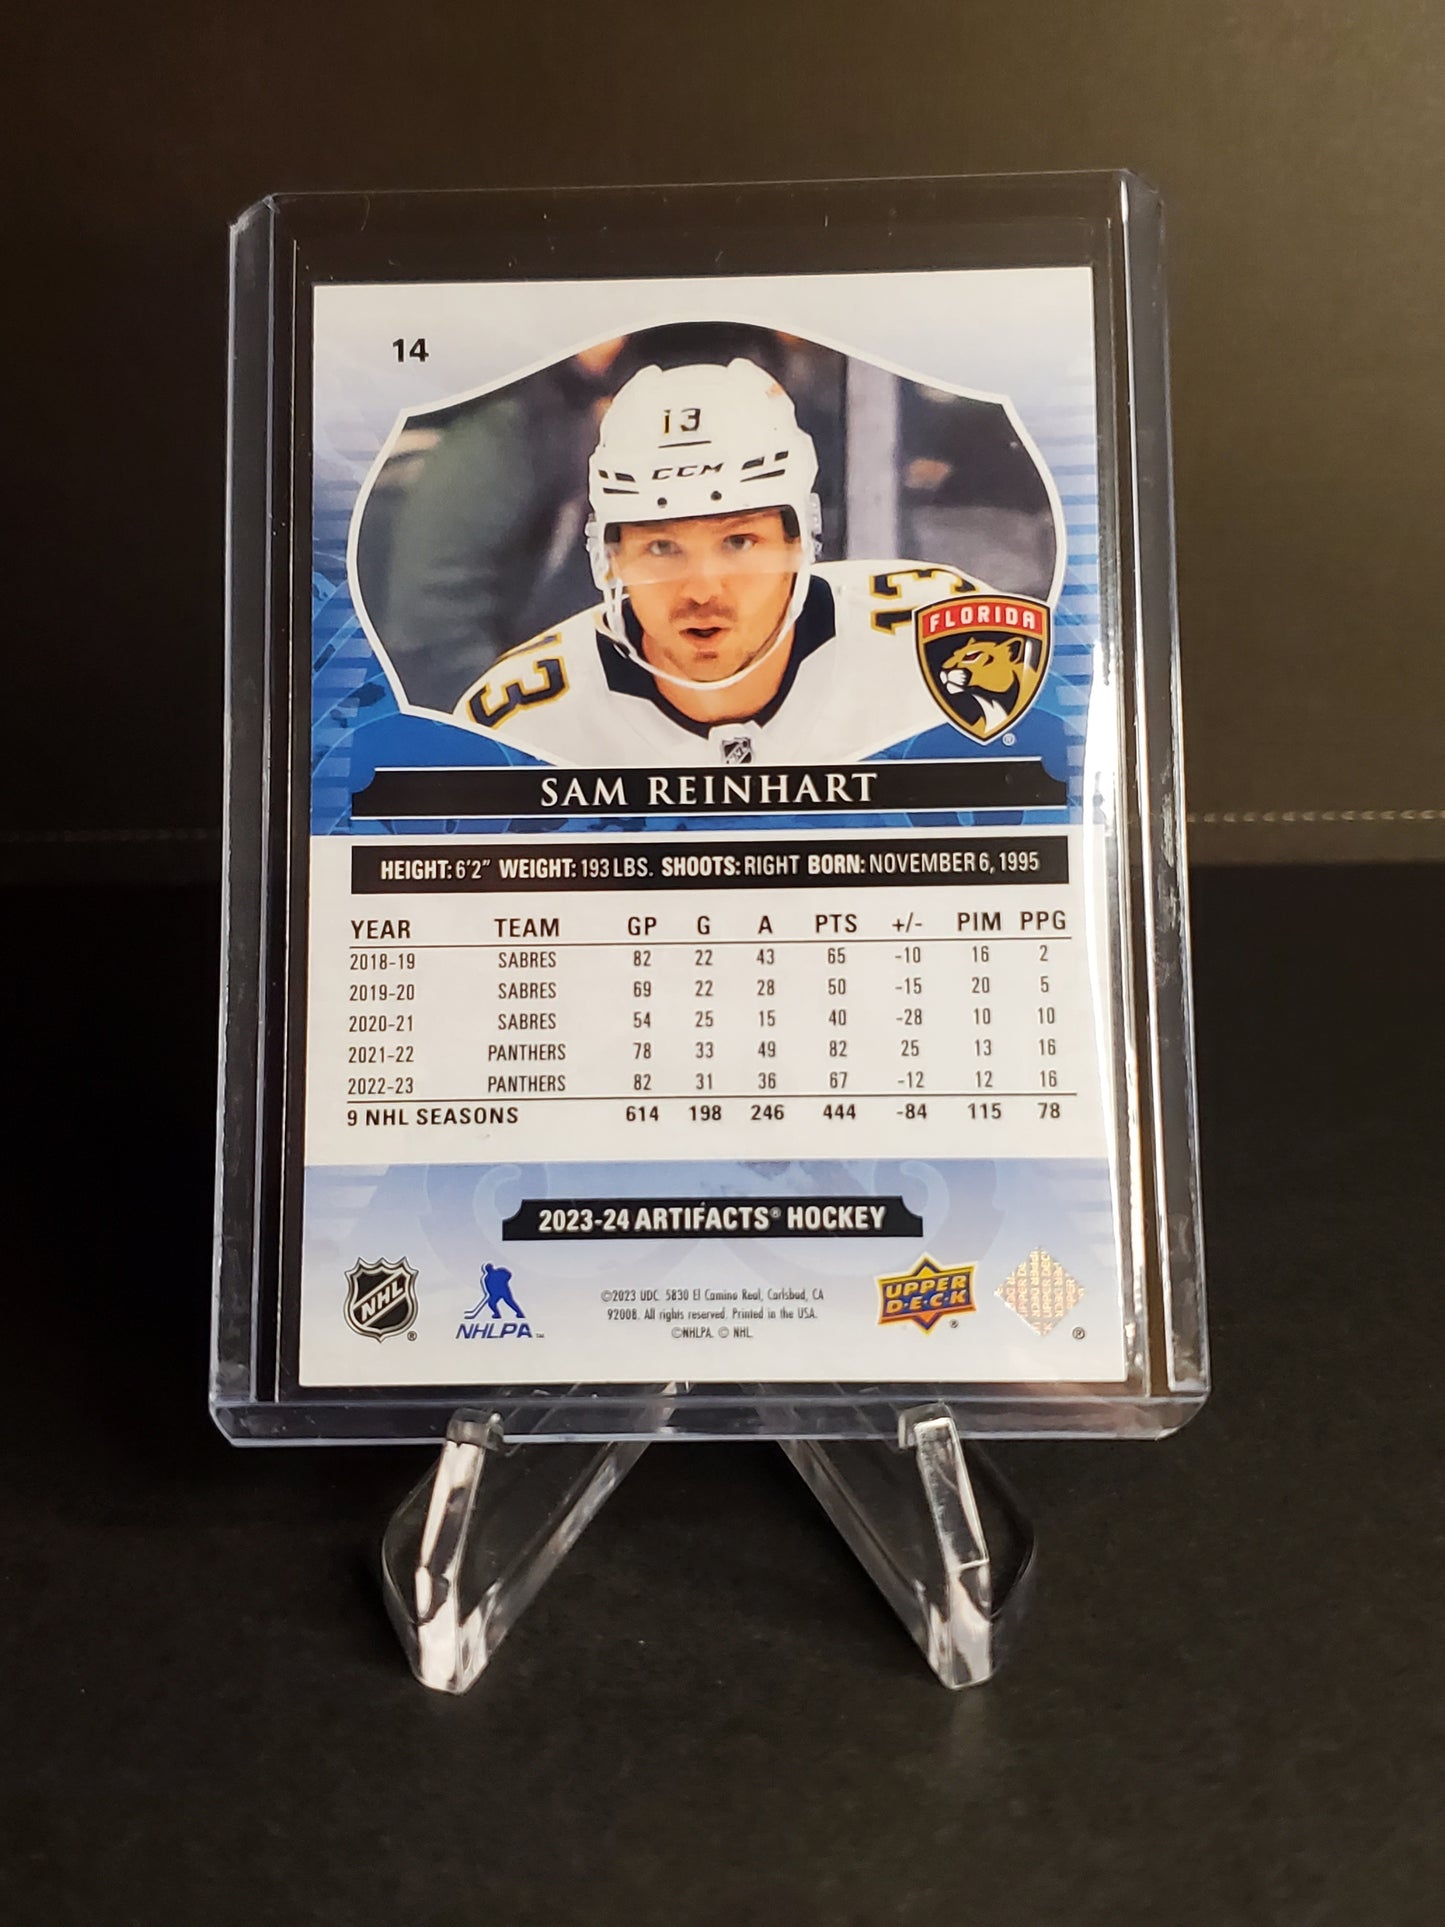 14
13
CCM
13
13
FLORIDA
®
SAM REINHART
HEIGHT: 6'2" WEIGHT: 193 LBS. SHOOTS: RIGHT BORN: NOVEMBER 6, 1995
YEAR TEAM GP G A PTS +/- PIM PPG
2018-19 SABRES 82 22 43 65 -10 16 2
2019-20 SABRES 69 22 28 50 -15 20 5
2020-21 SABRES 54 25 15 40 -28 10 10
2021-22 PANTHERS 78 33 49 82 25 13 16
2022-23 PANTHERS 82 31 36 67 -12 12 16
9 NHL SEASONS 614 198 246 444 -84 115 78
2023-24 ARTIFACTS® HOCKEY
NHL ®
NHLPA™
©2023 UDC. 5830 El Camino Real, Carlsbad, CA
92008. All rights reserved. Printed in the USA.
©NHLPA. © NHL.
UPPER
D·E·C·K ®
UPPER DECK
®